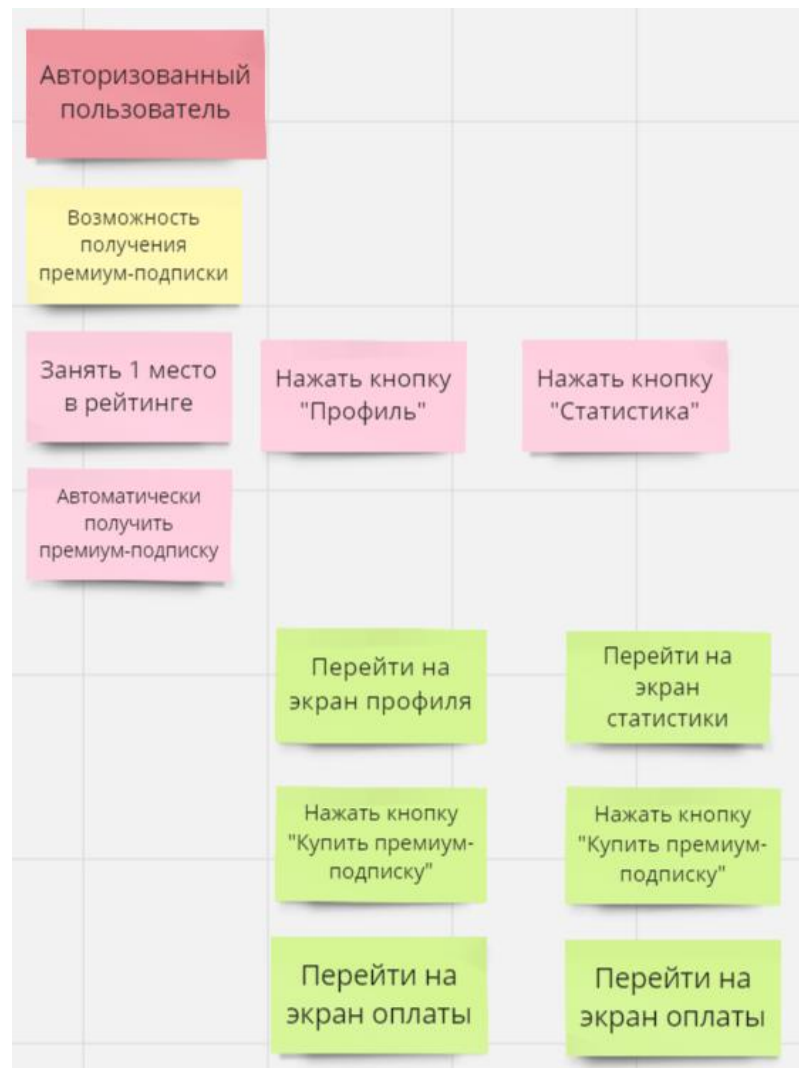 Авторизованный
пользователь
Возможность
получения
премиум-подписки
Занять 1 место
в рейтинге
Нажать кнопку
"Профиль"
Нажать кнопку
"Статистика"
Автоматически
получить
премиум-подписку
Перейти на
экран профиля
Перейти на
экран
статистики
Нажать кнопку
"Купить премиум-
подписку"
Нажать кнопку
"Купить премиум-
подписку"
Перейти на
экран оплаты
Перейти на
экран оплаты